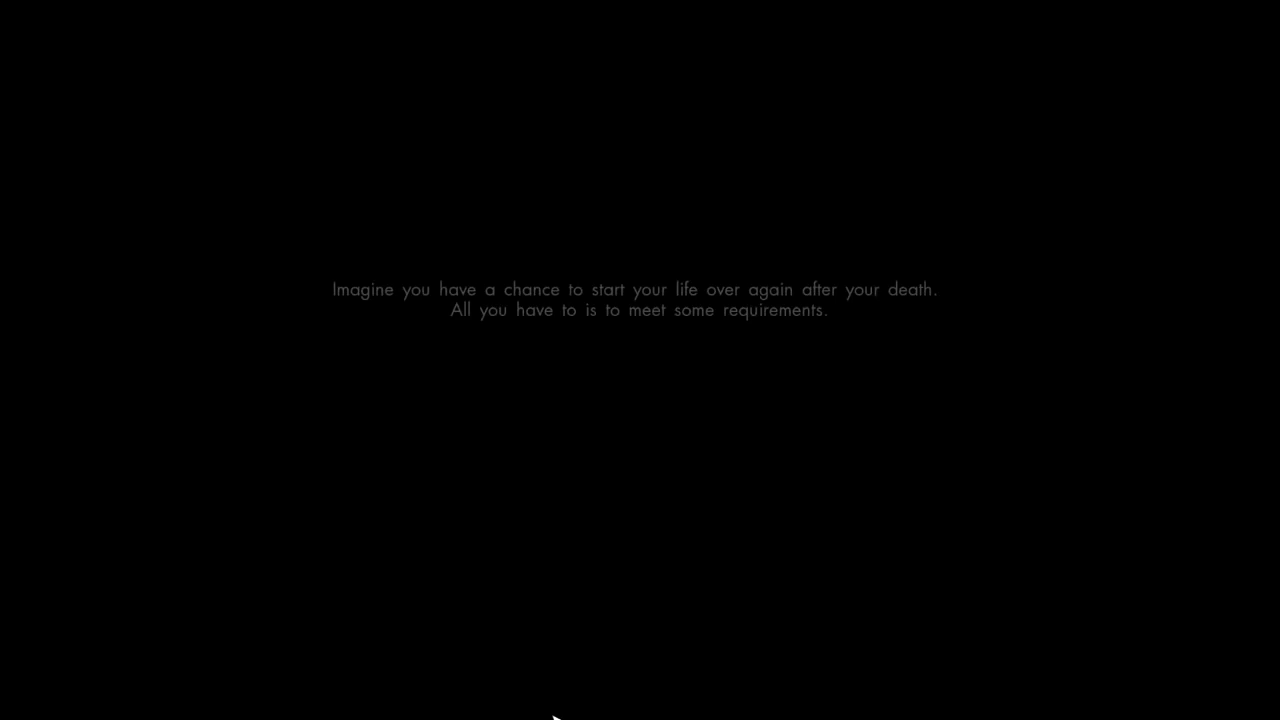 Imagine you have a chance to start your life over again after your death.
All you have to is to meet some requirements.